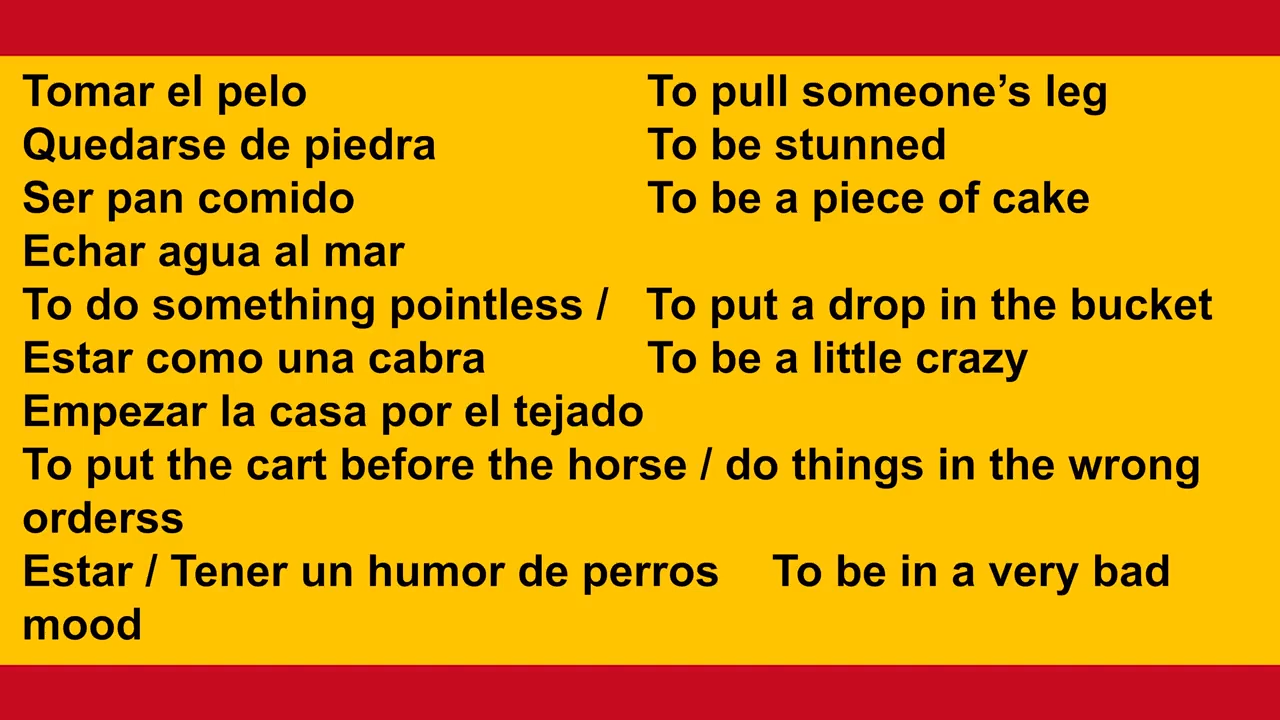 Tomar el pelo To pull someone’s leg
Quedarse de piedra To be stunned
Ser pan comido To be a piece of cake
Echar agua al mar
To do something pointless / To put a drop in the bucket
Estar como una cabra To be a little crazy
Empezar la casa por el tejado
To put the cart before the horse / do things in the wrong
orderss
Estar / Tener un humor de perros To be in a very bad
mood